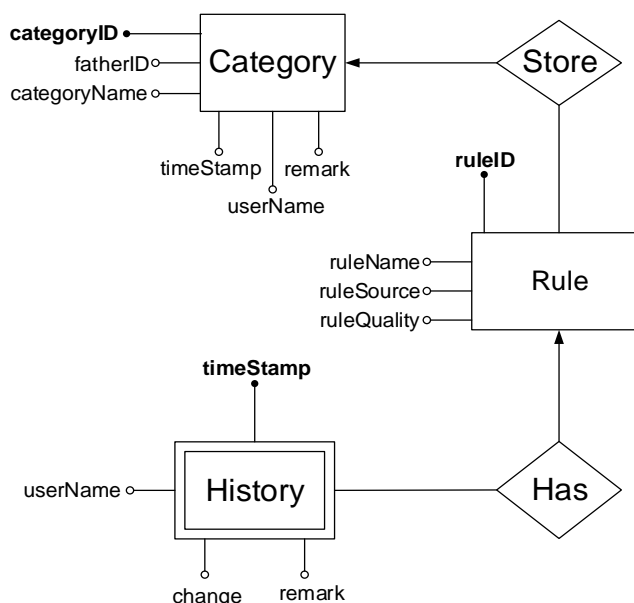 categoryID
fatherID
categoryName
Category
Store
timeStamp
remark
userName
ruleID
ruleName
ruleSource
ruleQuality
Rule
timeStamp
userName
History
Has
change
remark